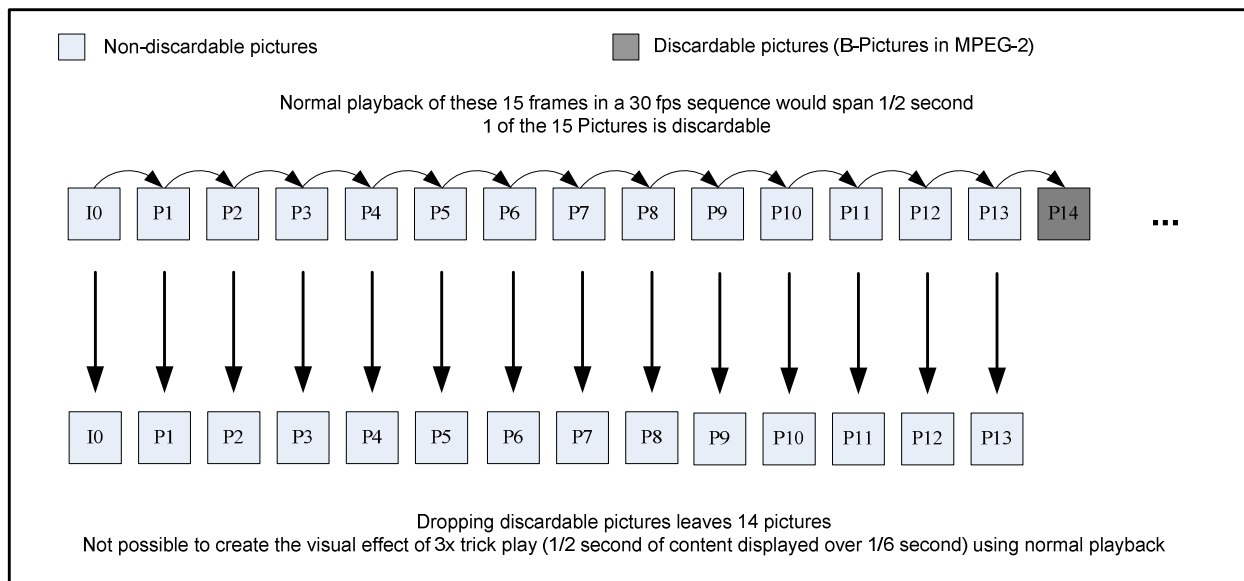 Non-discardable pictures
Discardable pictures (B-Pictures in MPEG-2)
Normal playback of these 15 frames in a 30 fps sequence would span 1/2 second
1 of the 15 Pictures is discardable
I0 P1 P2 P3 P4 P5 P6 P7 P8 P9 P10 P11 P12 P13 P14 ...
I0 P1 P2 P3 P4 P5 P6 P7 P8 P9 P10 P11 P12 P13
Dropping discardable pictures leaves 14 pictures
Not possible to create the visual effect of 3x trick play (1/2 second of content displayed over 1/6 second) using normal playback